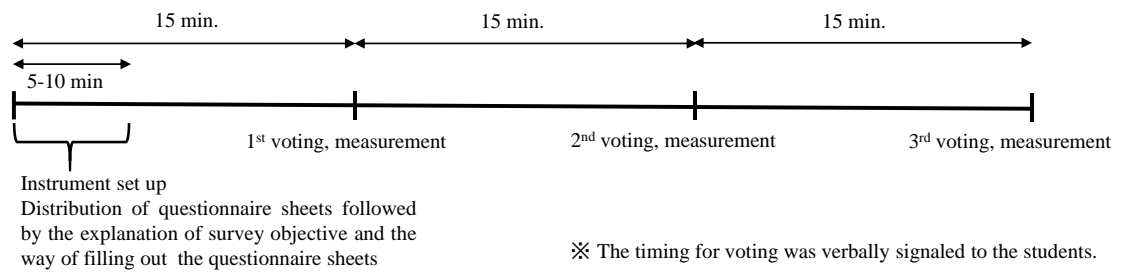 15 min. 15 min. 15 min.
5-10 min
1st voting, measurement 2nd voting, measurement 3rd voting, measurement
Instrument set up
Distribution of questionnaire sheets followed
by the explanation of survey objective and the
way of filling out the questionnaire sheets
※ The timing for voting was verbally signaled to the students.